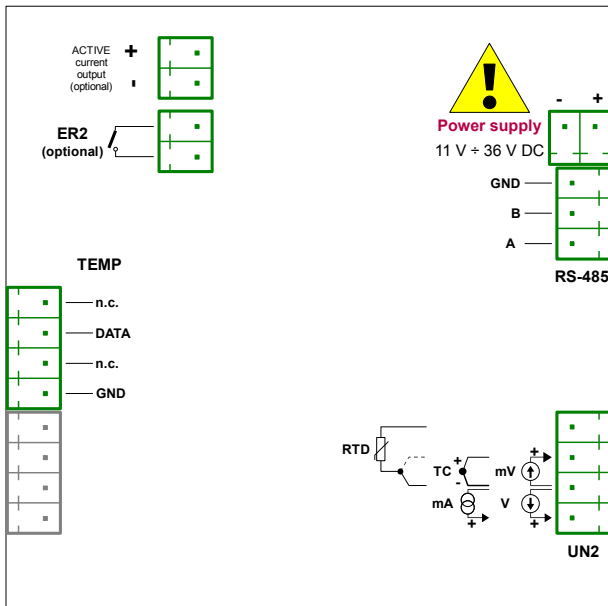 ACTIVE
current
output
(optional)
+
-
ER2
(optional)
Power supply
11 V ÷ 36 V DC
- +
GND
B
A
RS-485
TEMP
n.c.
DATA
n.c.
GND
RTD
TC
+
-
mV
+
mA
+
V
+
UN2